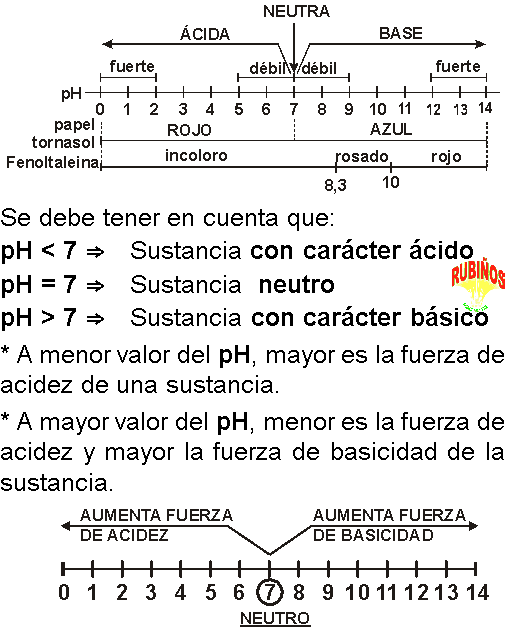 NEUTRA
ÁCIDA BASE
fuerte débil débil fuerte
pH 0 1 2 3 4 5 6 7 8 9 10 11 12 13 14
papel
tornasol ROJO AZUL
Fenoltaleina incoloro rosado rojo
8,3 10
Se debe tener en cuenta que:
pH < 7 ⇒ Sustancia con carácter ácido
RUBIÑOS
pH = 7 ⇒ Sustancia neutro
pH > 7 ⇒ Sustancia con carácter básico
* A menor valor del pH, mayor es la fuerza de
acidez de una sustancia.
* A mayor valor del pH, menor es la fuerza de
acidez y mayor la fuerza de basicidad de la
sustancia.
AUMENTA FUERZA AUMENTA FUERZA
DE ACIDEZ DE BASICIDAD
0 1 2 3 4 5 6 7 8 9 10 11 12 13 14
NEUTRO